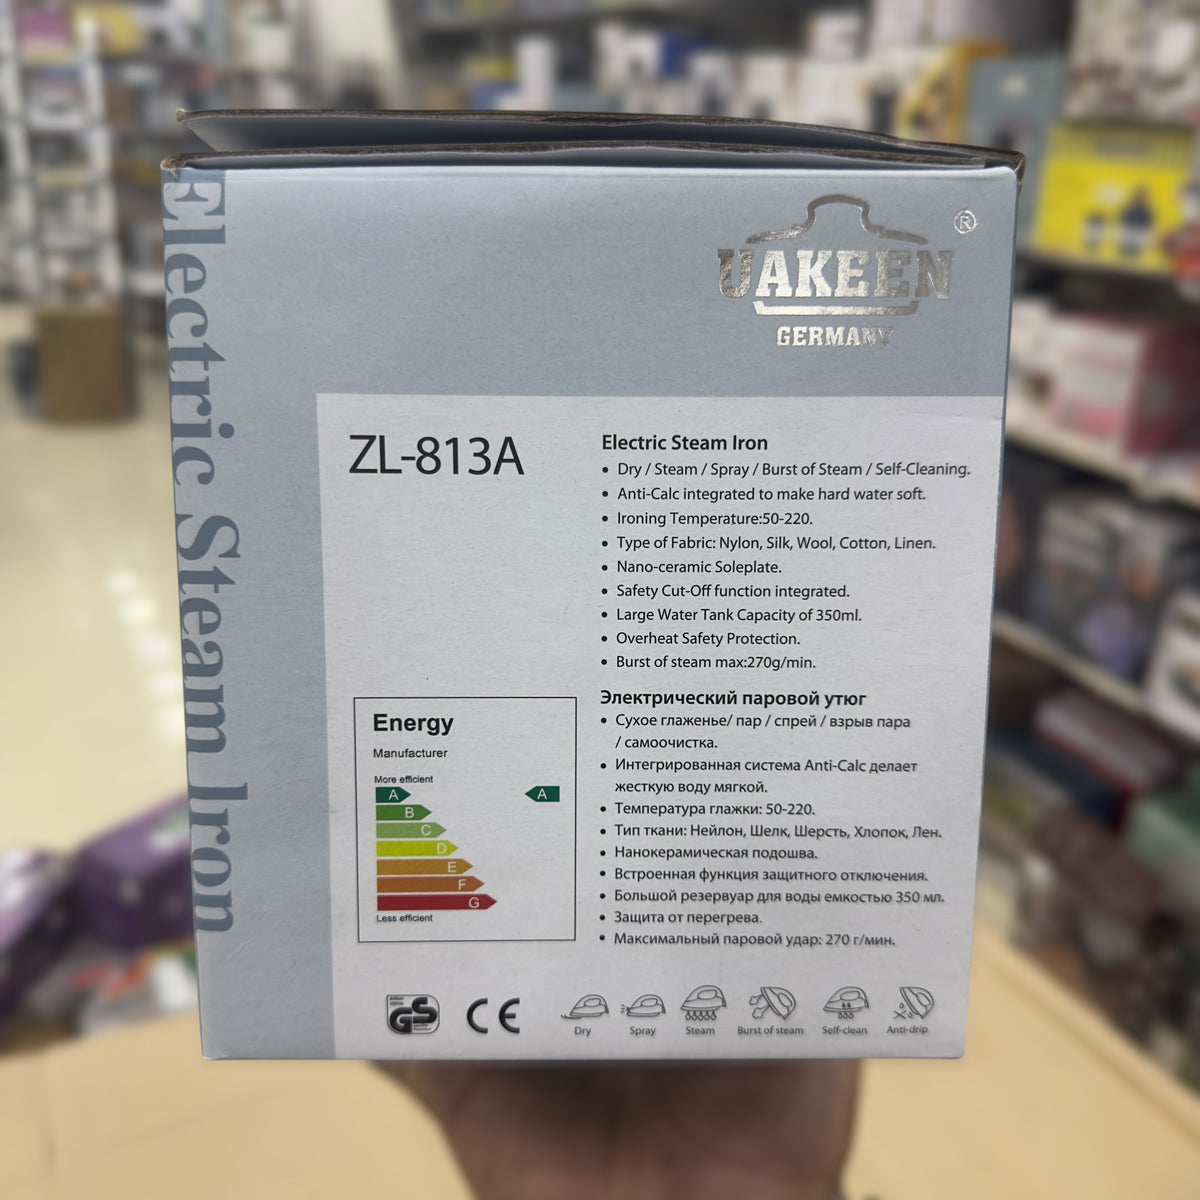 Electric Steam Iron
UAKEEN ®
GERMANY
ZL-813A
Electric Steam Iron
• Dry / Steam / Spray / Burst of Steam / Self-Cleaning.
• Anti-Calc integrated to make hard water soft.
• Ironing Temperature:50-220.
• Type of Fabric: Nylon, Silk, Wool, Cotton, Linen.
• Nano-ceramic Soleplate.
• Safety Cut-Off function integrated.
• Large Water Tank Capacity of 350ml.
• Overheat Safety Protection.
• Burst of steam max:270g/min.
Электрический паровой утюг
• Сухое глаженье/ пар / спрей / взрыв пара
/ самоочистка.
• Интегрированная система Anti-Calc делает
жесткую воду мягкой.
• Температура глажки: 50-220.
• Тип ткани: Нейлон, Шелк, Шерсть, Хлопок, Лен.
• Нанокерамическая подошва.
• Встроенная функция защитного отключения.
• Большой резервуар для воды емкостью 350 мл.
• Защита от перегрева.
• Максимальный паровой удар: 270 г/мин.
Energy
Manufacturer
More efficient
A A
B
C
D
E
F
G
Less efficient
GS CE
Dry Spray Steam Burst of steam Self-clean Anti-drip